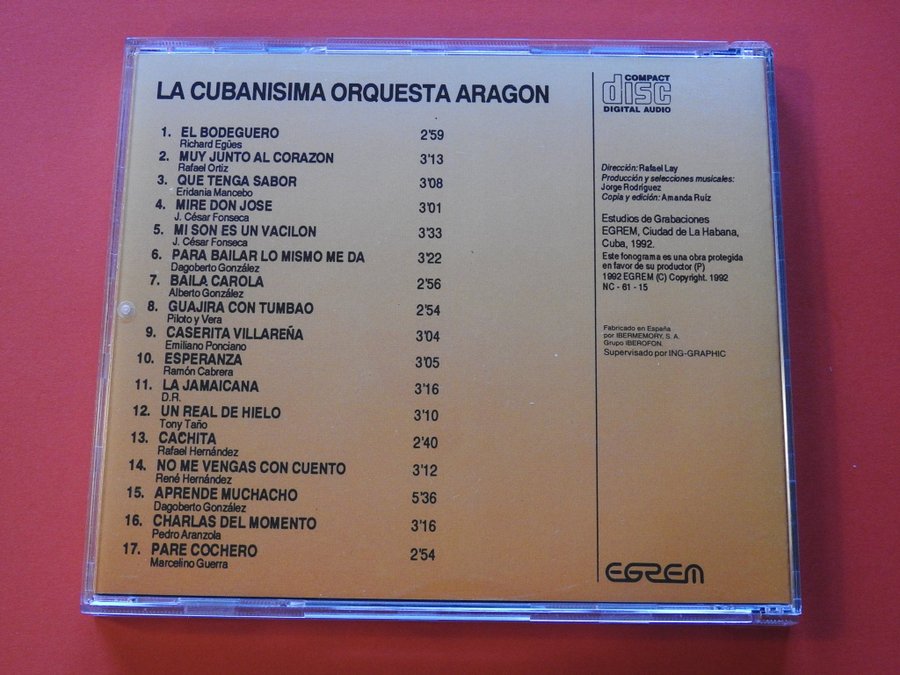 LA CUBANISIMA ORQUESTA ARAGON
1. EL BODEGUERO 2'59
Richard Egües
2. MUY JUNTO AL CORAZON 3'13
Rafael Ortiz
3. QUE TENGA SABOR 3'08
Eridania Mancebo
4. MIRE DON JOSE 3'01
J. César Fonseca
5. MI SON ES UN VACILON 3'33
J. César Fonseca
6. PARA BAILAR LO MISMO ME DA 3'22
Dagoberto González
7. BAILA CAROLA 2'56
Alberto González
8. GUAJIRA CON TUMBAO 2'54
Piloto y Vera
9. CASERITA VILLAREÑA 3'04
Emiliano Ponciano
10. ESPERANZA 3'05
Ramón Cabrera
11. LA JAMAICANA 3'16
D.R.
12. UN REAL DE HIELO 3'10
Tony Taño
13. CACHITA 2'40
Rafael Hernández
14. NO ME VENGAS CON CUENTO 3'12
René Hernández
15. APRENDE MUCHACHO 5'36
Dagoberto González
16. CHARLAS DEL MOMENTO 3'16
Pedro Aranzola
17. PARE COCHERO 2'54
Marcelino Guerra
COMPACT
disc
DIGITAL AUDIO
Dirección: Rafael Lay
Producción y selecciones musicales:
Jorge Rodríguez
Copia y edición: Amanda Ruíz
Estudios de Grabaciones
EGREM, Ciudad de La Habana,
Cuba, 1992.
Este fonograma es una obra protegida
en favor de su productor (P)
1992 EGREM (C) Copyright. 1992
NC - 61 - 15
Fabricado en España
por IBERMEMORY, S.A.
Grupo IBEROFON.
Supervisado por ING-GRAPHIC
EGREM